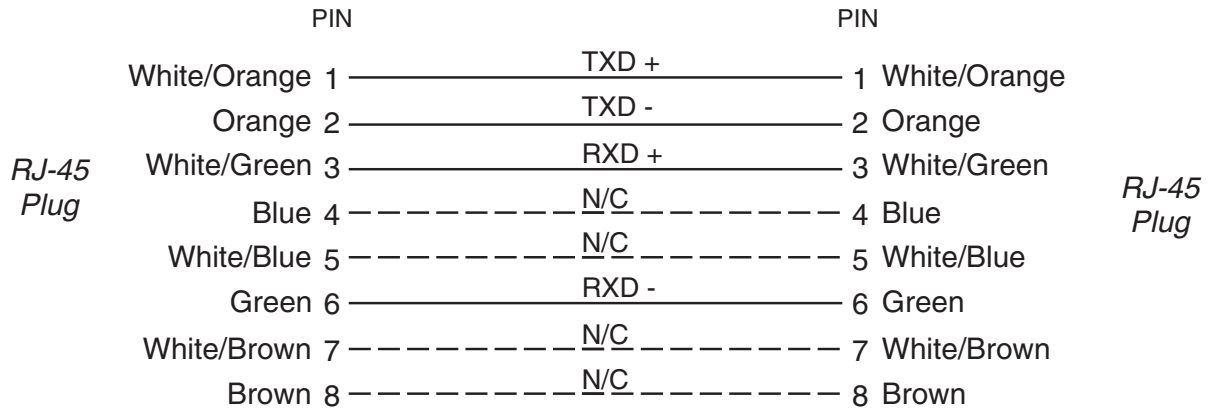 PIN PIN
White/Orange 1 TXD + 1 White/Orange
Orange 2 TXD - 2 Orange
White/Green 3 RXD + 3 White/Green
RJ-45 Plug
Blue 4 N/C 4 Blue
RJ-45 Plug
White/Blue 5 N/C 5 White/Blue
Green 6 RXD - 6 Green
White/Brown 7 N/C 7 White/Brown
Brown 8 N/C 8 Brown